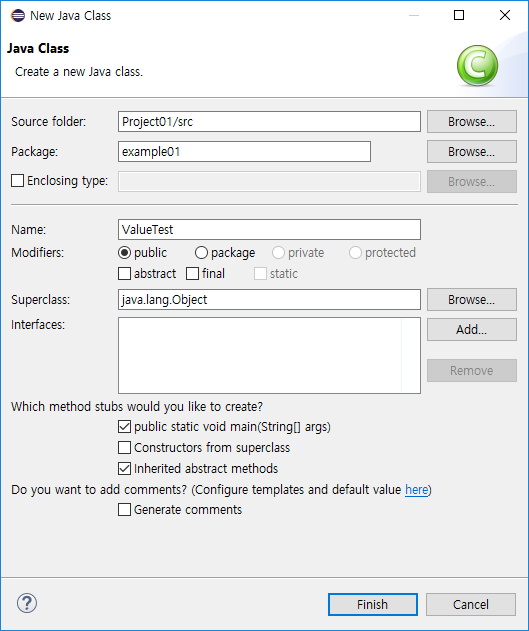 New Java Class
Java Class
Create a new Java class.
Source folder: Project01/src Browse...
Package: example01 Browse...
Enclosing type: Browse...
Name: ValueTest
Modifiers: public package private protected
abstract final static
Superclass: java.lang.Object Browse...
Interfaces: Add...
Remove
Which method stubs would you like to create?
public static void main(String[] args)
Constructors from superclass
Inherited abstract methods
Do you want to add comments? (Configure templates and default value here)
Generate comments
? Finish Cancel